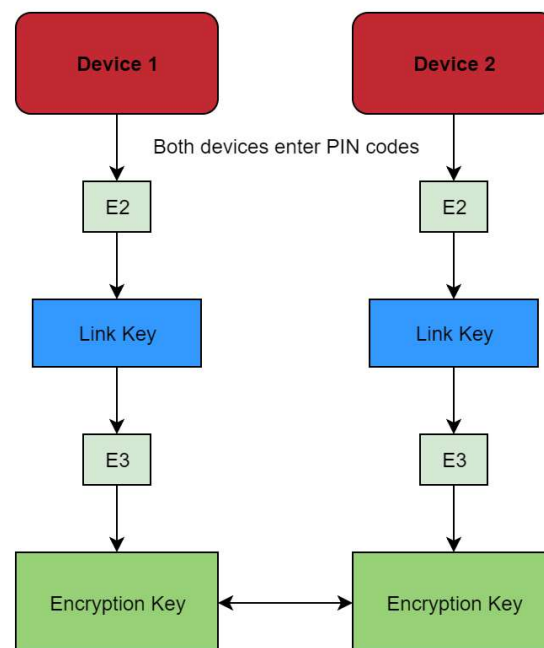 Device 1
Device 2
Both devices enter PIN codes
E2
E2
Link Key
Link Key
E3
E3
Encryption Key
Encryption Key